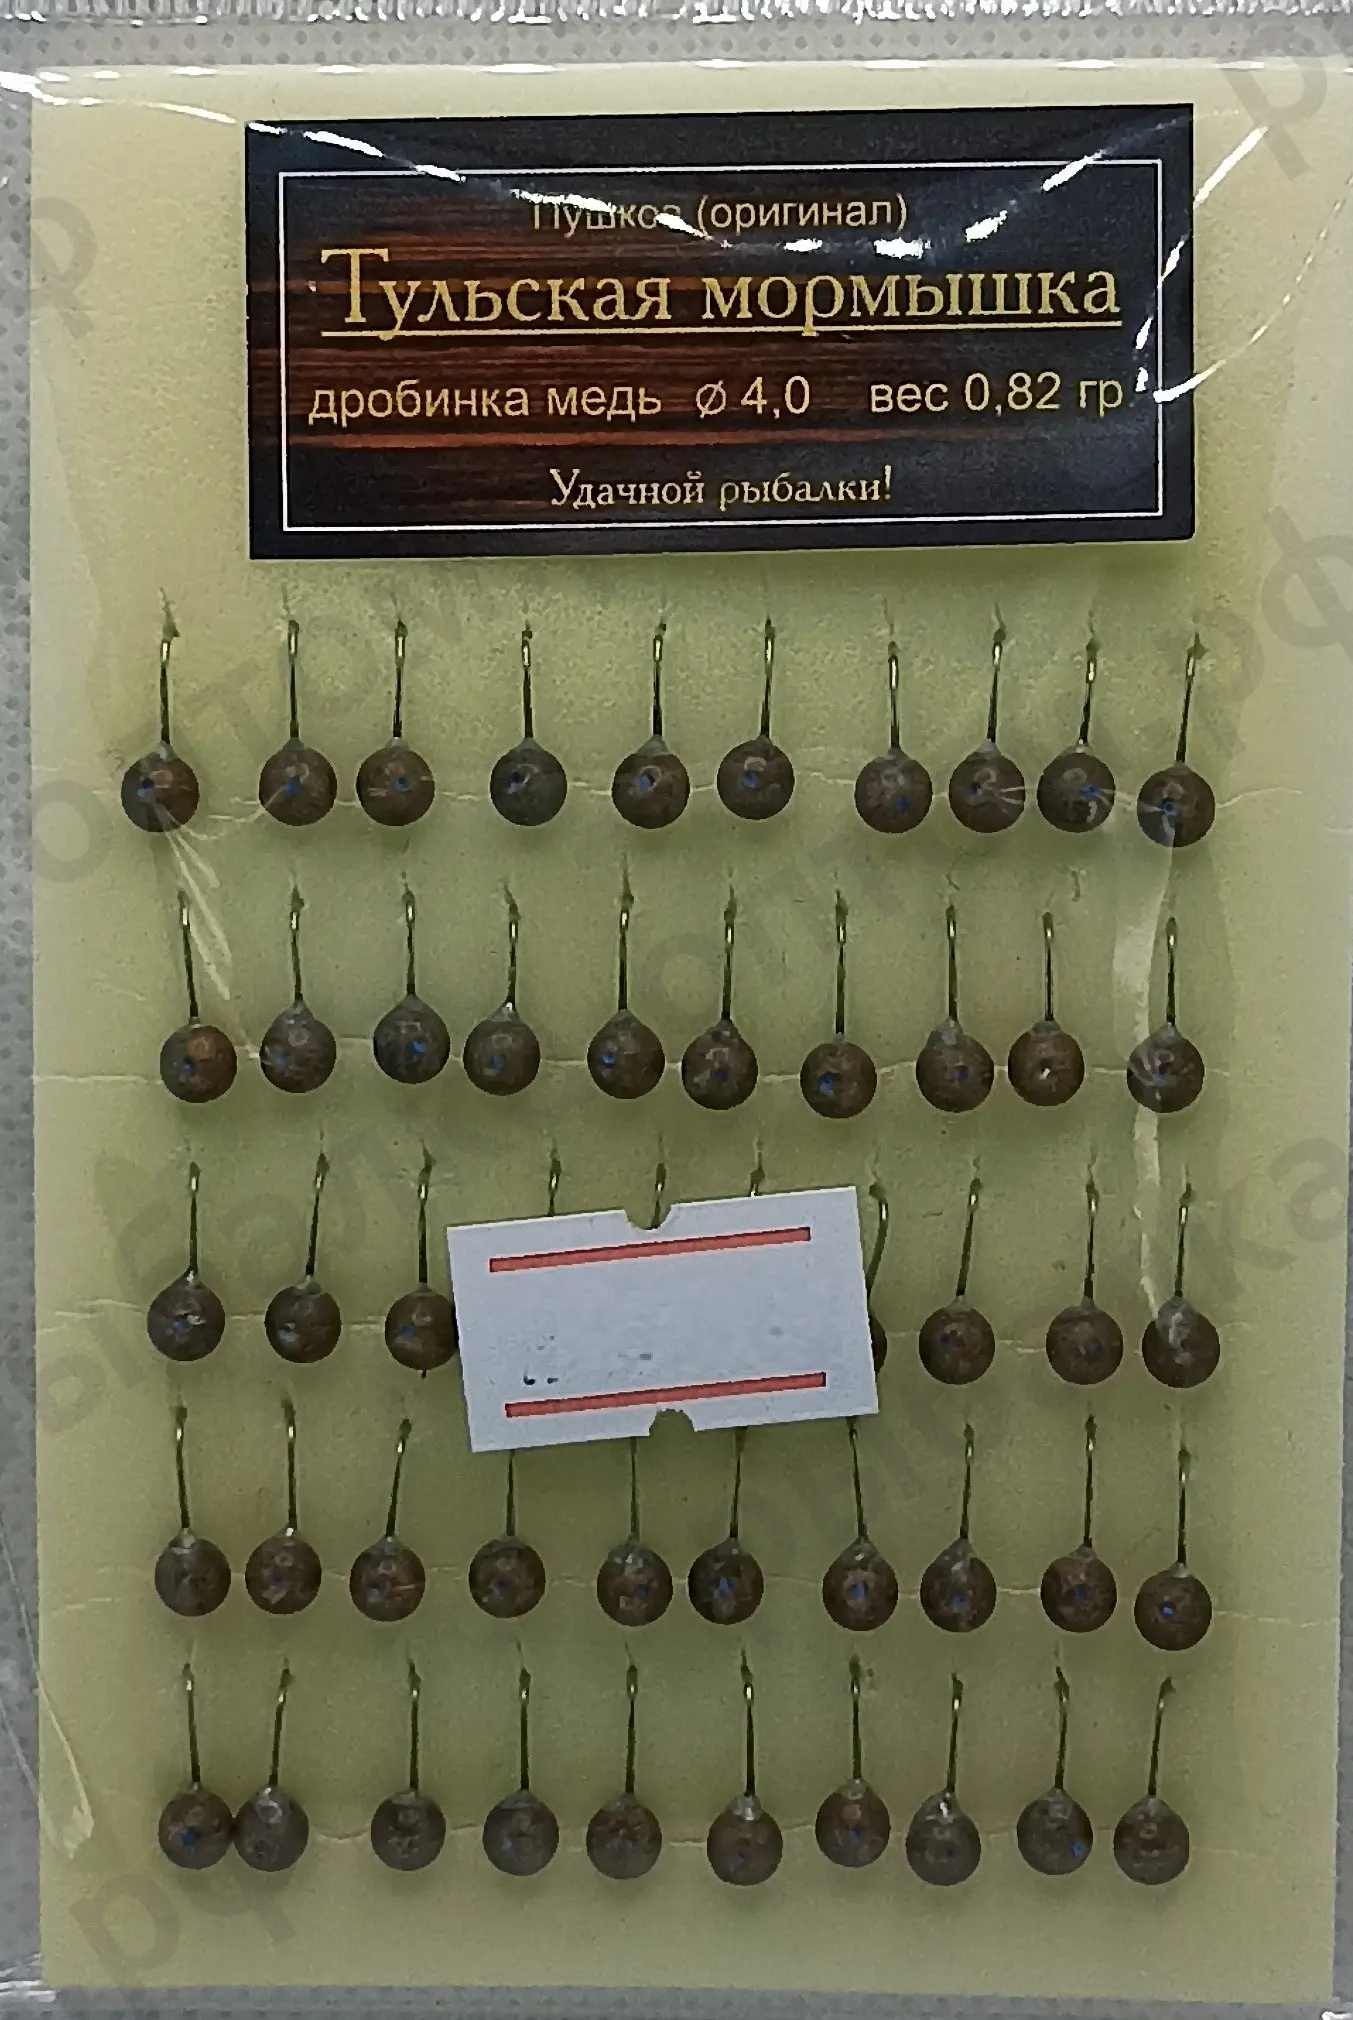 Пушков (оригинал)
Тульская мормышка
дробинка медь ⌀ 4,0 вес 0,82 гр
Удачной рыбалки!